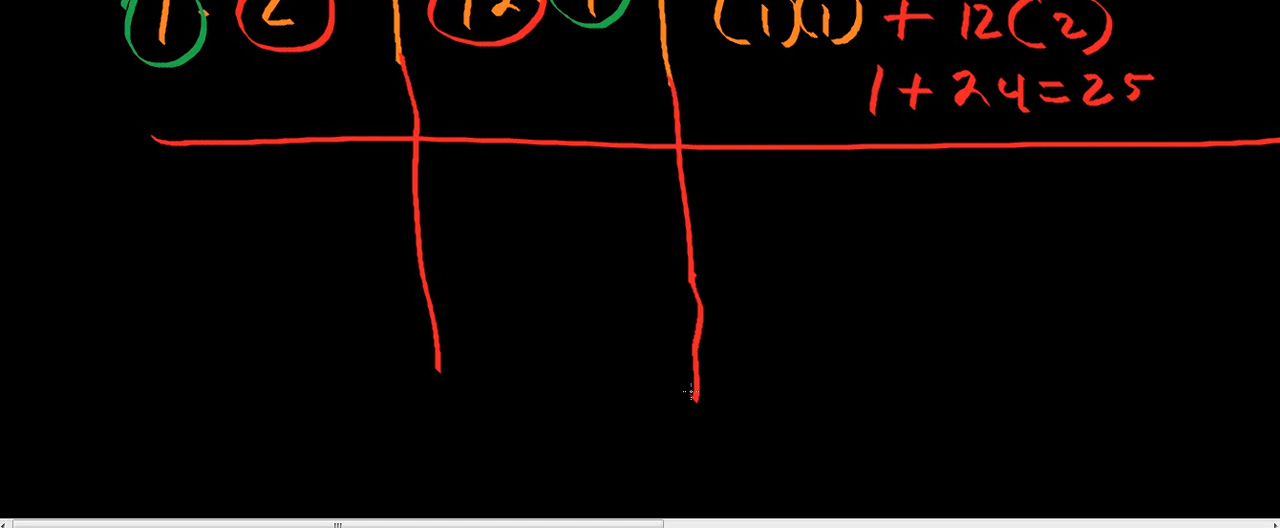 1 2 12 1 (1)(1) + 12(2)
1 + 24 = 25